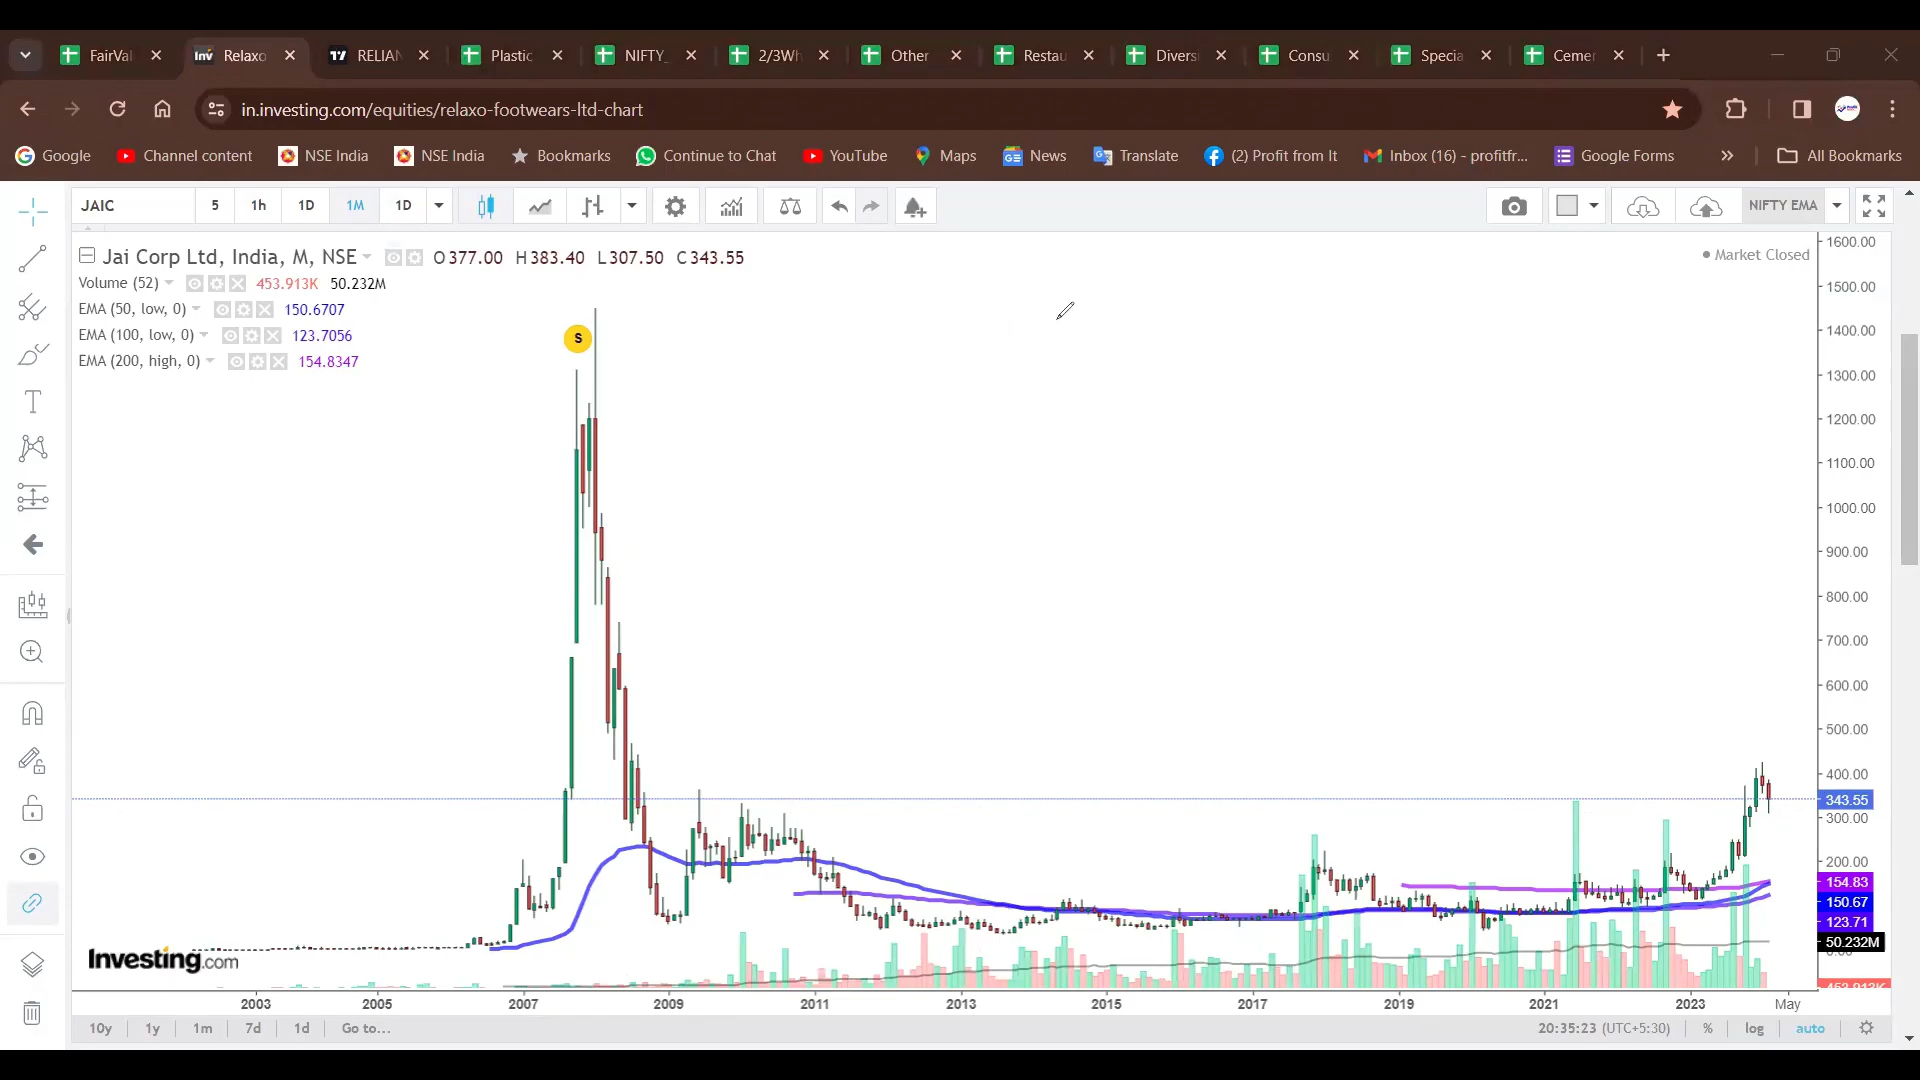 FairVal
Relaxo
RELIAN
Plastic
NIFTY_
2/3Wh
Other
Restau
Diversi
Consu
Specia
Cemen
in.investing.com/equities/relaxo-footwears-ltd-chart
Google
Channel content
NSE India
NSE India
Bookmarks
Continue to Chat
YouTube
Maps
News
Translate
(2) Profit from It
Inbox (16) - profitfr...
Google Forms
All Bookmarks
JAIC
5
1h
1D
1M
1D
NIFTY EMA
Jai Corp Ltd, India, M, NSE O377.00 H383.40 L307.50 C343.55
Market Closed
Volume (52) 453.913K 50.232M
EMA (50, low, 0) 150.6707
EMA (100, low, 0) 123.7056
EMA (200, high, 0) 154.8347
S
1600.00
1500.00
1400.00
1300.00
1200.00
1100.00
1000.00
900.00
800.00
700.00
600.00
500.00
400.00
343.55
300.00
200.00
154.83
150.67
123.71
50.232M
Investing.com
2003 2005 2007 2009 2011 2013 2015 2017 2019 2021 2023 May
10y 1y 1m 7d 1d Go to...
20:35:23 (UTC+5:30) % log auto